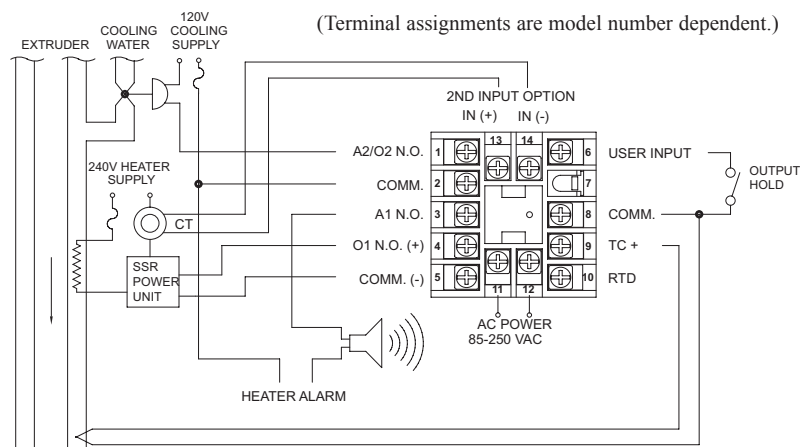 (Terminal assignments are model number dependent.)
120V
COOLING
SUPPLY
COOLING
WATER
EXTRUDER
2ND INPUT OPTION
IN (+) IN (-)
13 14
A2/O2 N.O. 1 6 USER INPUT
240V HEATER
SUPPLY
COMM. 2 7
OUTPUT
HOLD
CT
A1 N.O. 3 8 COMM.
O1 N.O. (+) 4 9 TC +
SSR
POWER
UNIT
COMM. (-) 5 10 RTD
11 12
AC POWER
85-250 VAC
HEATER ALARM